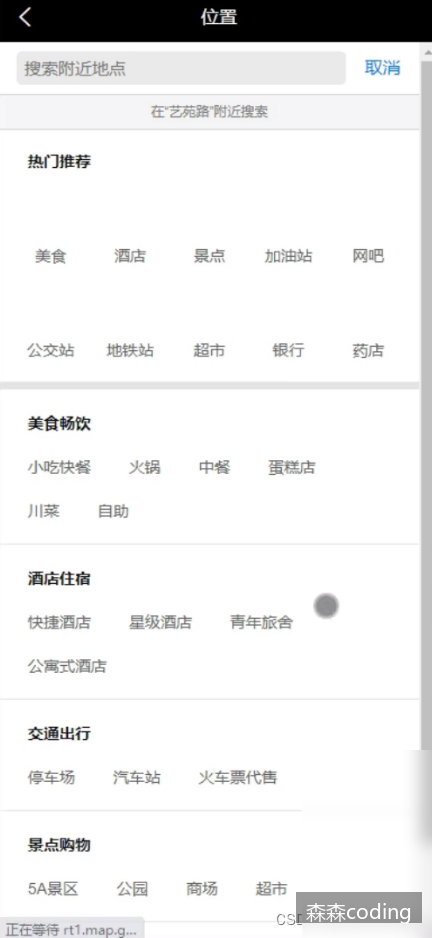 位置
搜索附近地点 取消
在"艺苑路"附近搜索
热门推荐
美食 酒店 景点 加油站 网吧
公交站 地铁站 超市 银行 药店
美食畅饮
小吃快餐 火锅 中餐 蛋糕店
川菜 自助
酒店住宿
快捷酒店 星级酒店 青年旅舍
公寓式酒店
交通出行
停车场 汽车站 火车票代售
景点购物
5A景区 公园 商场 超市
森森coding
正在等待 rt1.map.g...